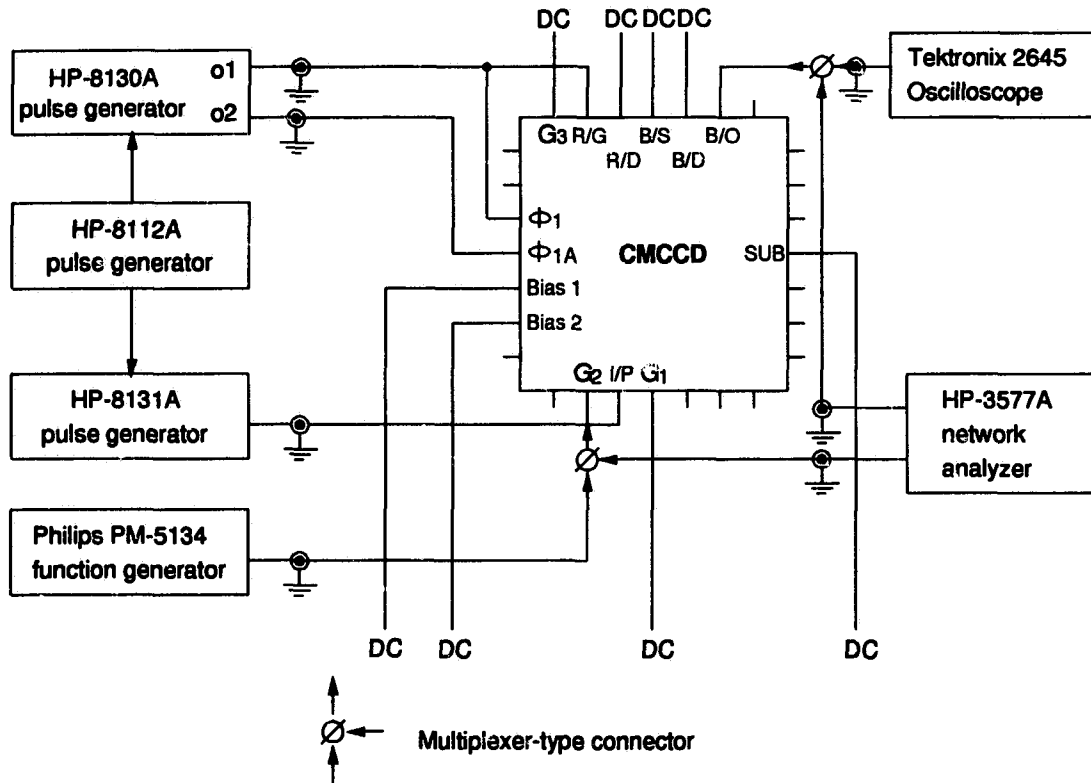 DC DC DC DC
HP-8130A
pulse generator
o1
o2
Tektronix 2645
Oscilloscope
G3 R/G B/S B/O
R/D B/D
HP-8112A
pulse generator
Φ1
Φ1A
CMCCD
SUB
Bias 1
Bias 2
G2 I/P G1
HP-8131A
pulse generator
HP-3577A
network
analyzer
Philips PM-5134
function generator
DC DC DC DC
Multiplexer-type connector